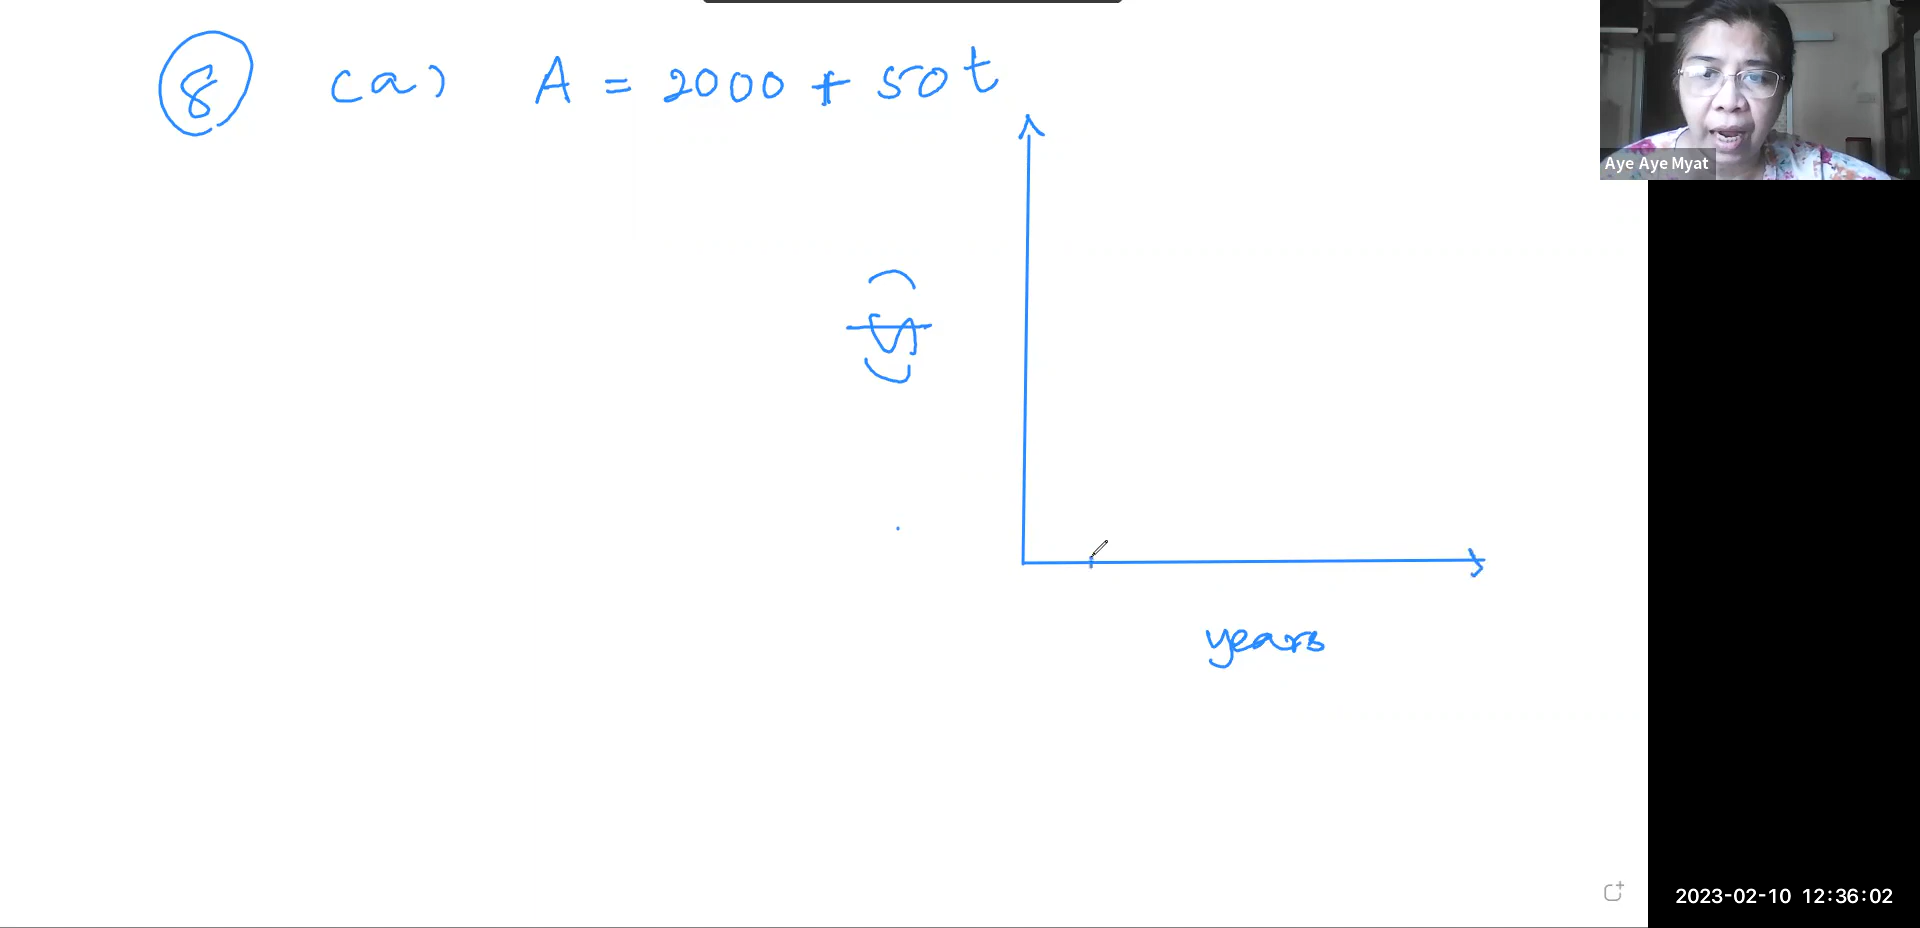 8 (a) A = 2000 + 50t
($)
years
Aye Aye Myat
2023-02-10 12:36:02